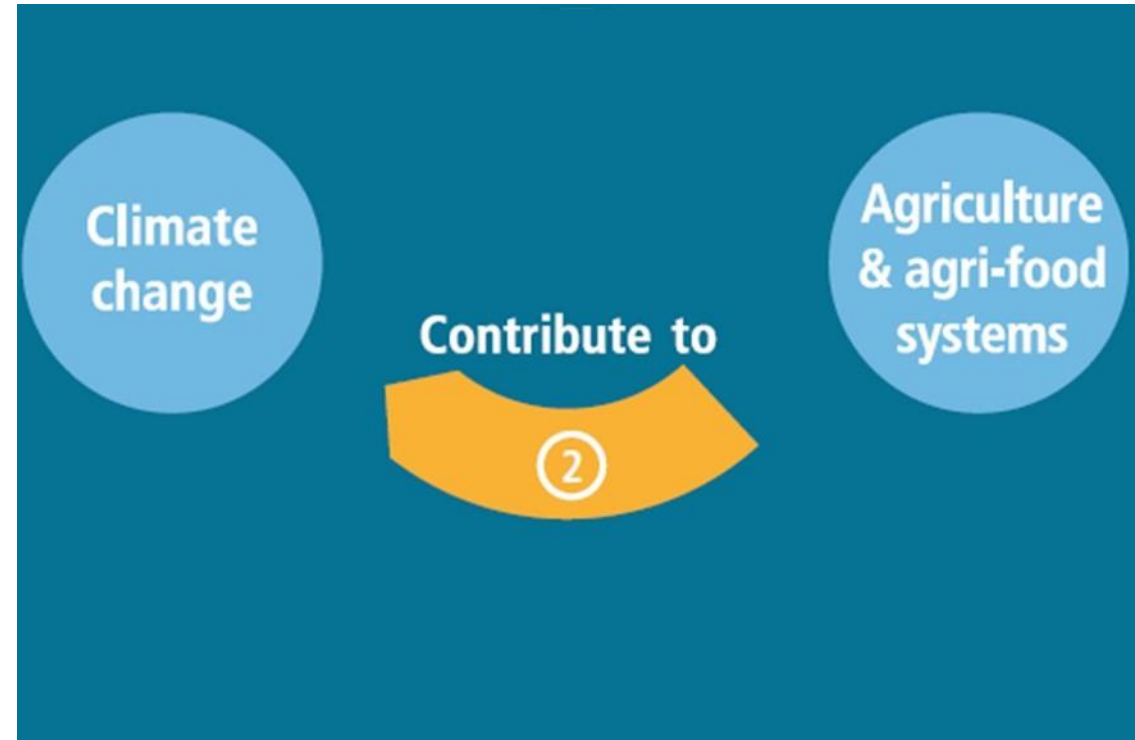 Climate
change
Contribute to
2
Agriculture
& agri-food
systems